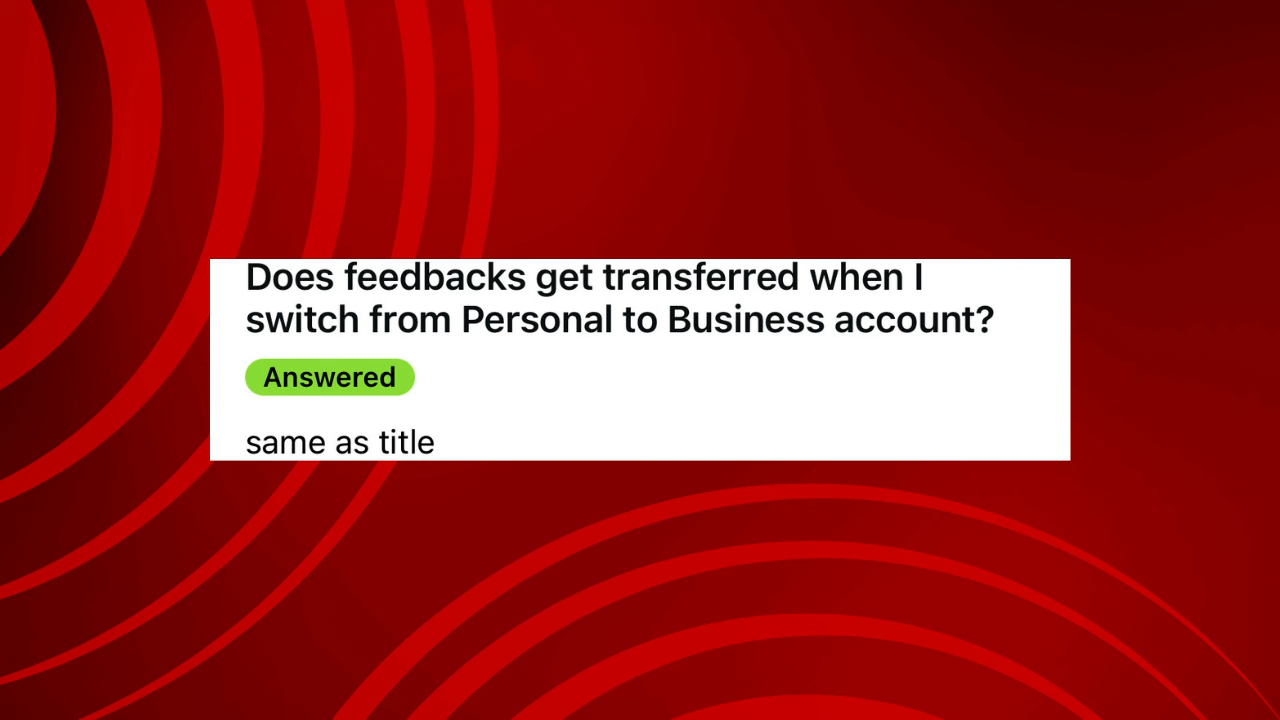 Does feedbacks get transferred when I
switch from Personal to Business account?
Answered
same as title